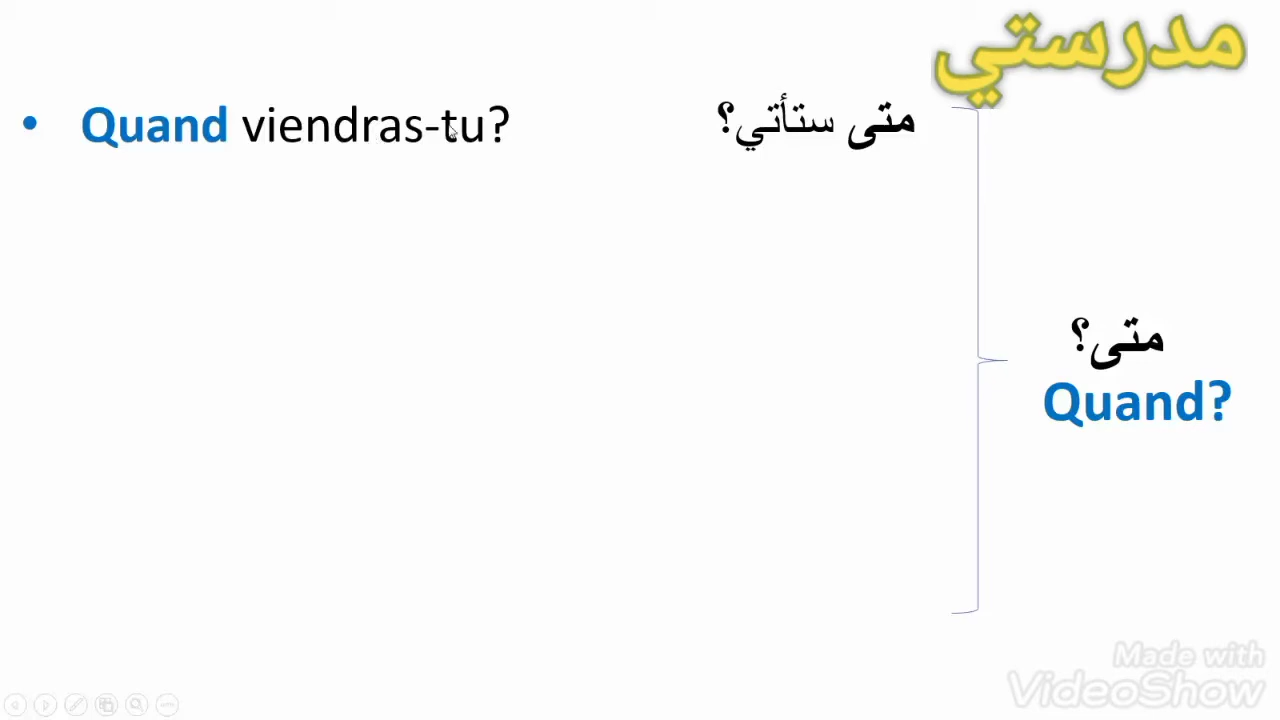 مدرستي
• Quand viendras-tu?
متى ستأتي؟
متى؟
Quand?
Made with
VideoShow